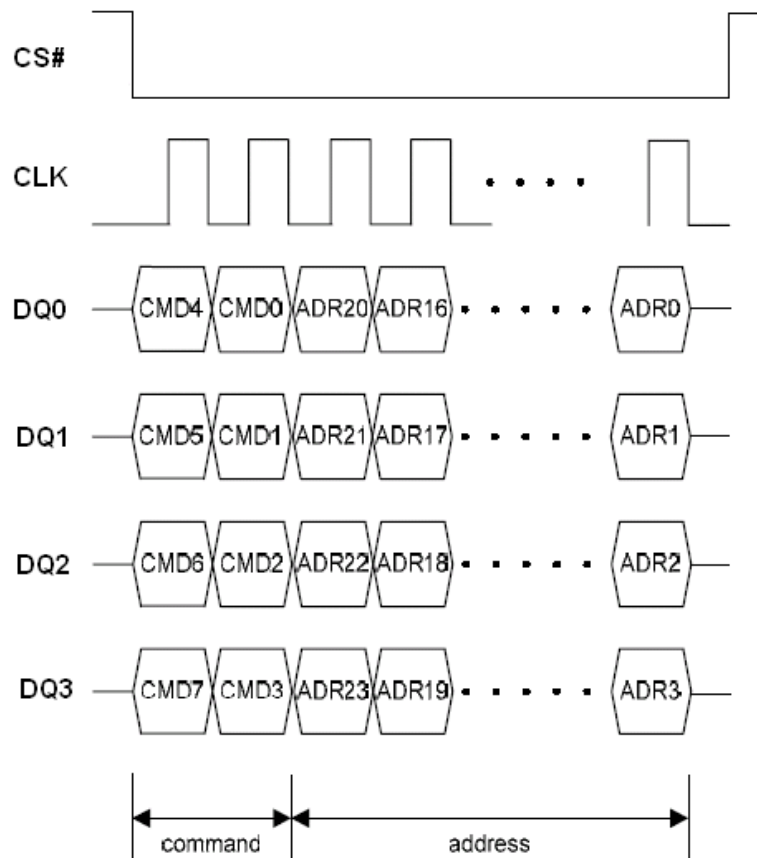 CS#
CLK
DQ0 CMD4 CMD0 ADR20 ADR16 ADR0
DQ1 CMD5 CMD1 ADR21 ADR17 ADR1
DQ2 CMD6 CMD2 ADR22 ADR18 ADR2
DQ3 CMD7 CMD3 ADR23 ADR19 ADR3
command address